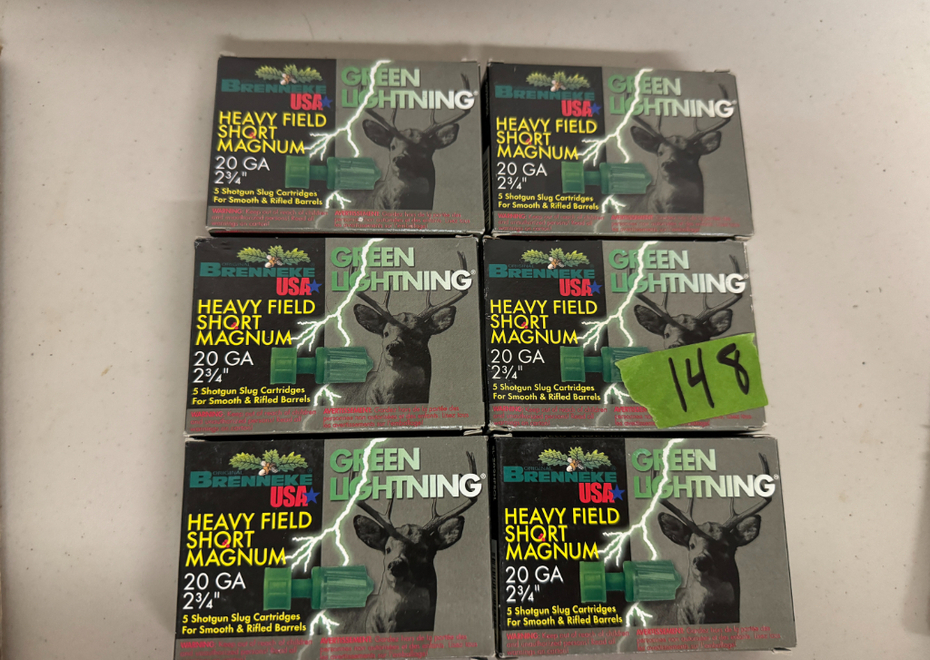 BRENNEKE
USA
GREEN
LIGHTNING®
HEAVY FIELD
SHORT
MAGNUM
20 GA
2¾"
5 Shotgun Slug Cartridges
For Smooth & Rifled Barrels
WARNING:
BRENNEKE
USA
GREEN
LIGHTNING®
HEAVY FIELD
SHORT
MAGNUM
20 GA
2¾"
5 Shotgun Slug Cartridges
For Smooth & Rifled Barrels
BRENNEKE
USA
GREEN
LIGHTNING®
HEAVY FIELD
SHORT
MAGNUM
20 GA
2¾"
5 Shotgun Slug Cartridges
For Smooth & Rifled Barrels
WARNING:
BRENNEKE
USA
GREEN
LIGHTNING®
HEAVY FIELD
SHORT
MAGNUM
20 GA
2¾"
5 Shotgun Slug Cartridges
For Smooth & Rifled Barrels
148
BRENNEKE
USA
GREEN
LIGHTNING®
HEAVY FIELD
SHORT
MAGNUM
20 GA
2¾"
5 Shotgun Slug Cartridges
For Smooth & Rifled Barrels
BRENNEKE
USA
GREEN
LIGHTNING®
HEAVY FIELD
SHORT
MAGNUM
20 GA
2¾"
5 Shotgun Slug Cartridges
For Smooth & Rifled Barrels